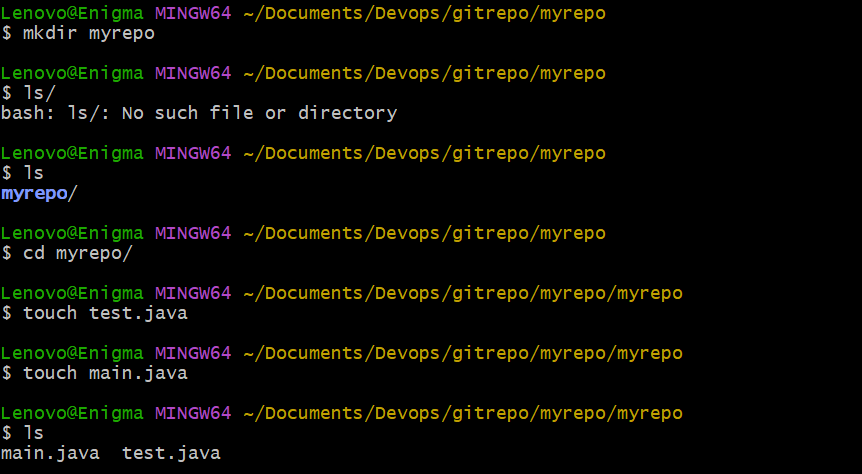 Lenovo@Enigma MINGW64 ~/Documents/Devops/gitrepo/myrepo
$ mkdir myrepo
Lenovo@Enigma MINGW64 ~/Documents/Devops/gitrepo/myrepo
$ ls/
bash: ls/: No such file or directory
Lenovo@Enigma MINGW64 ~/Documents/Devops/gitrepo/myrepo
$ ls
myrepo/
Lenovo@Enigma MINGW64 ~/Documents/Devops/gitrepo/myrepo
$ cd myrepo/
Lenovo@Enigma MINGW64 ~/Documents/Devops/gitrepo/myrepo/myrepo
$ touch test.java
Lenovo@Enigma MINGW64 ~/Documents/Devops/gitrepo/myrepo/myrepo
$ touch main.java
Lenovo@Enigma MINGW64 ~/Documents/Devops/gitrepo/myrepo/myrepo
$ ls
main.java  test.java